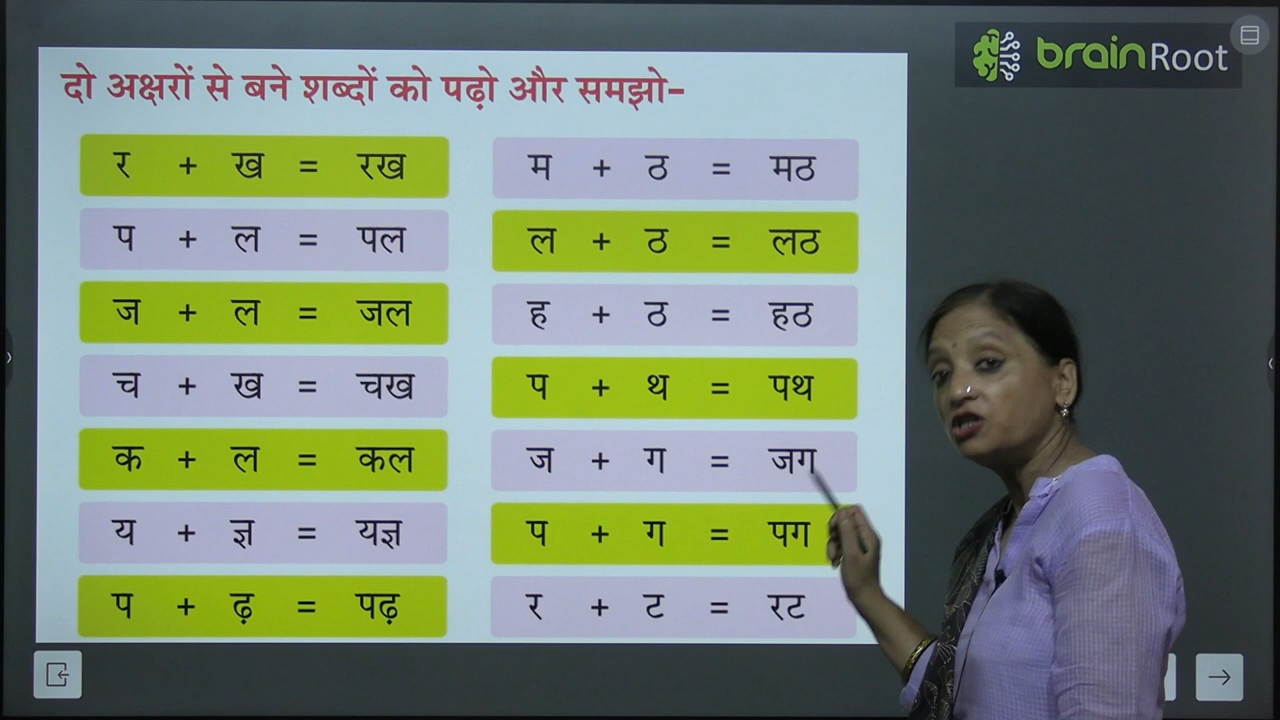 brainRoot
दो अक्षरों से बने शब्दों को पढ़ो और समझो-
र + ख = रख
प + ल = पल
ज + ल = जल
च + ख = चख
क + ल = कल
य + ज्ञ = यज्ञ
प + ढ़ = पढ़
म + ठ = मठ
ल + ठ = लठ
ह + ठ = हठ
प + थ = पथ
ज + ग = जग
प + ग = पग
र + ट = रट